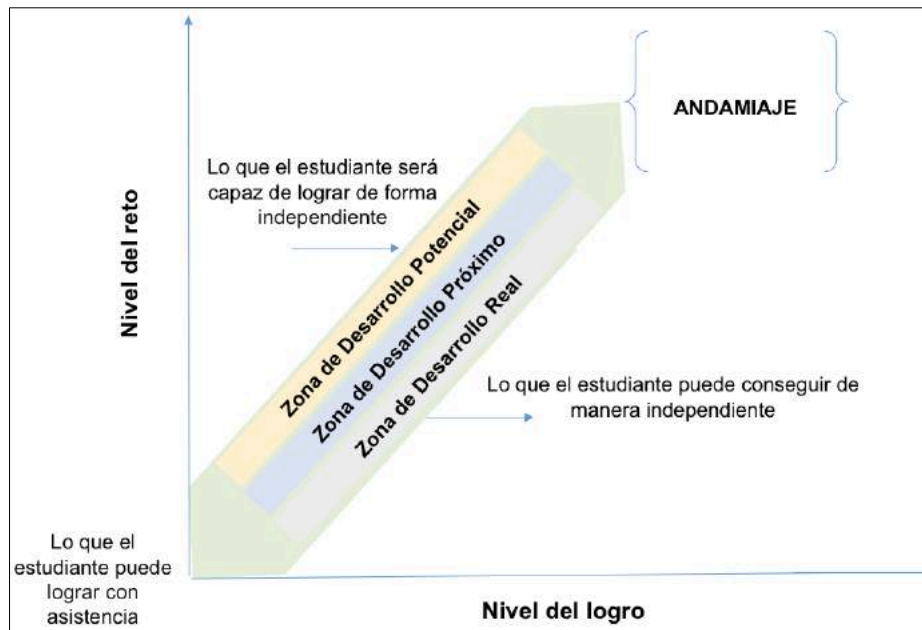 ANDAMIAJE
Lo que el estudiante será
capaz de lograr de forma
independiente
Nivel del reto
Zona de Desarrollo Potencial
Zona de Desarrollo Próximo
Zona de Desarrollo Real
Lo que el estudiante puede conseguir de
manera independiente
Lo que el
estudiante puede
lograr con
asistencia
Nivel del logro